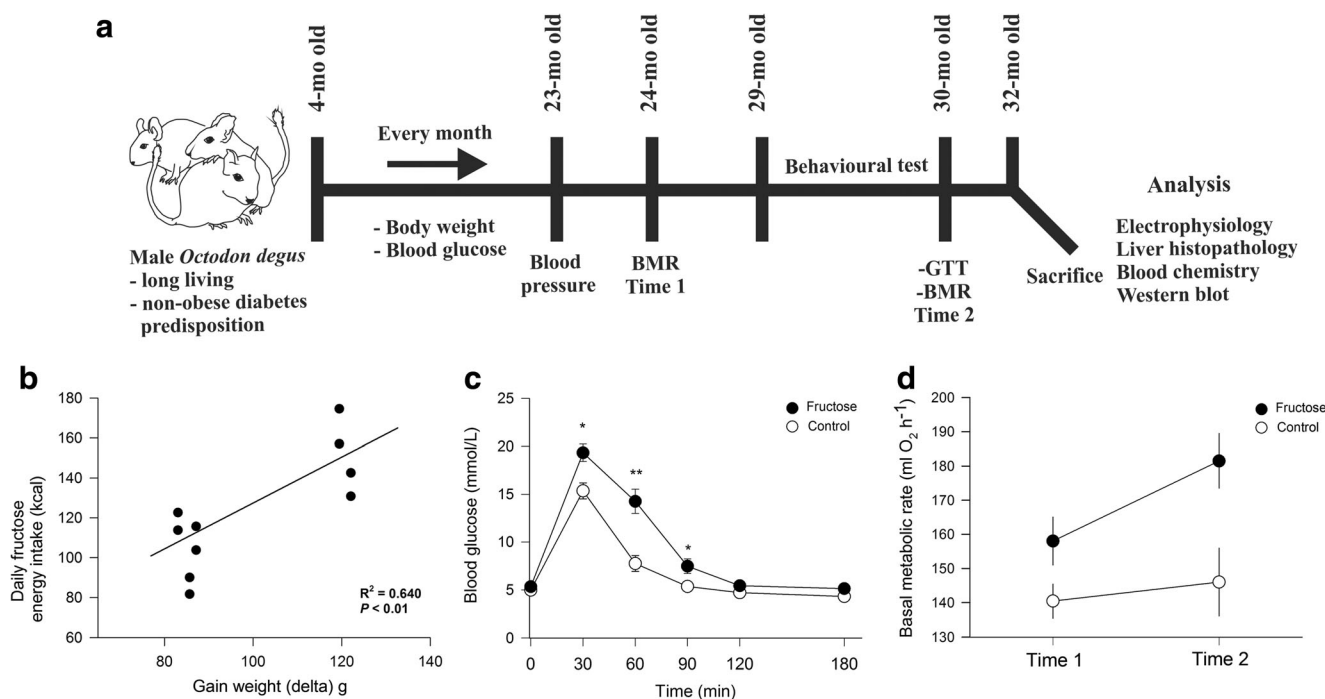 a
4-mo old
23-mo old
24-mo old
29-mo old
30-mo old
32-mo old
Every month
Behavioural test
- Body weight
- Blood glucose
Male Octodon degus
- long living
- non-obese diabetes
predisposition
Blood
pressure
BMR
Time 1
-GTT
-BMR
Time 2
Sacrifice
Analysis
Electrophysiology
Liver histopathology
Blood chemistry
Western blot
b
Daily fructose
energy intake (kcal)
180
160
140
120
100
80
60
R² = 0.640
P < 0.01
80 100 120 140
Gain weight (delta) g
c
Fructose
Control
Blood glucose (mmol/L)
25
20
15
10
5
0
*
**
*
0 30 60 90 120 180
Time (min)
d
Fructose
Control
Basal metabolic rate (ml O₂ h⁻¹)
200
190
180
170
160
150
140
130
Time 1 Time 2